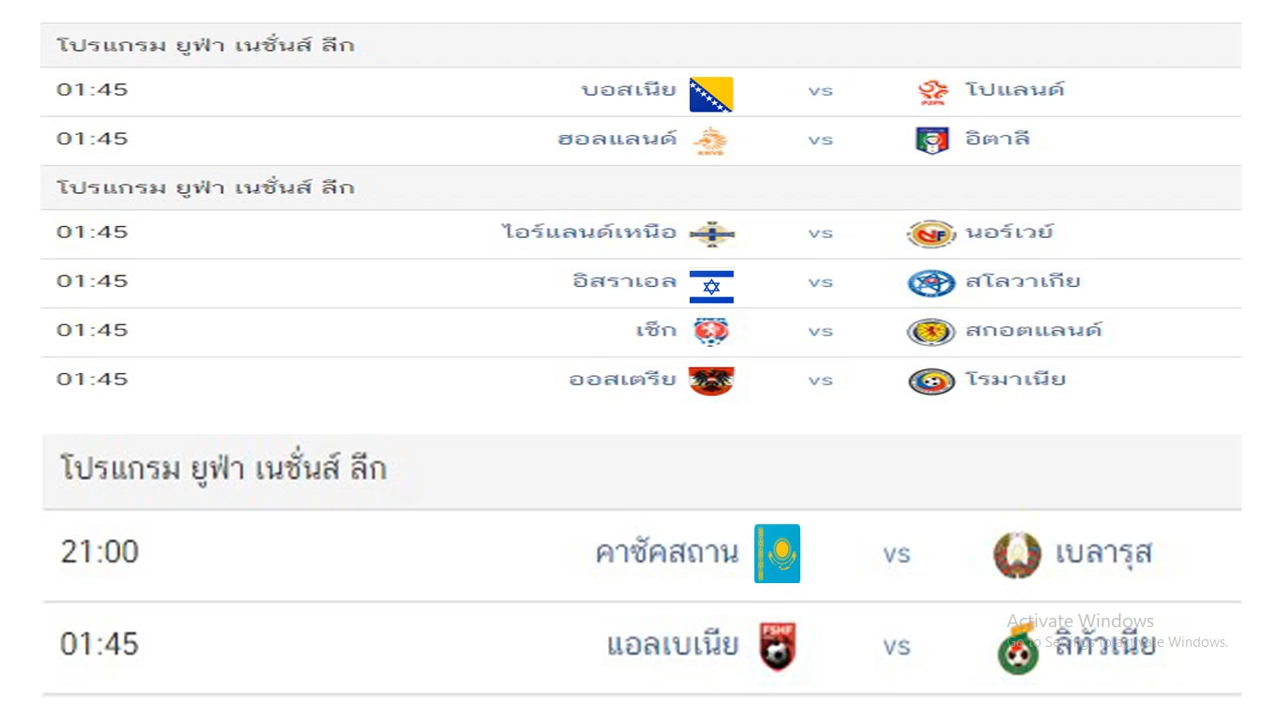 โปรแกรม ยูฟ่า เนชั่นส์ ลีก
01:45 บอสเนีย vs โปแลนด์
01:45 ฮอลแลนด์ vs อิตาลี
โปรแกรม ยูฟ่า เนชั่นส์ ลีก
01:45 ไอร์แลนด์เหนือ vs นอร์เวย์
01:45 อิสราเอล vs สโลวาเกีย
01:45 เช็ก vs สกอตแลนด์
01:45 ออสเตรีย vs โรมาเนีย
โปรแกรม ยูฟ่า เนชั่นส์ ลีก
21:00 คาซัคสถาน vs เบลารุส
Activate Windows
01:45 แอลเบเนีย vs ลิทัวเนีย
Go to Settings to activate Windows.